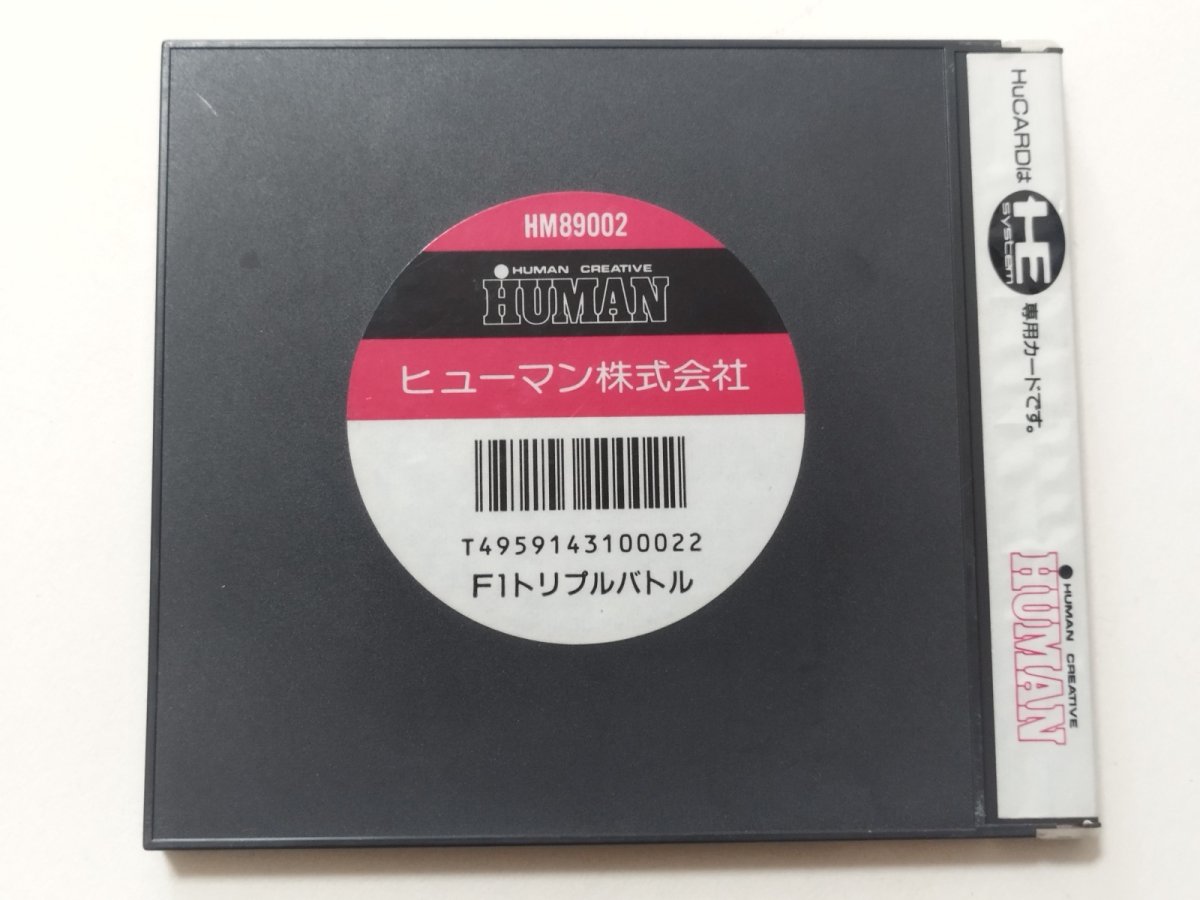 HM89002
HUMAN CREATIVE
HUMAN
ヒューマン株式会社
T4959143100022
F1トリプルバトル
HuCARDは HE system 専用カードです。
HUMAN CREATIVE
HUMAN